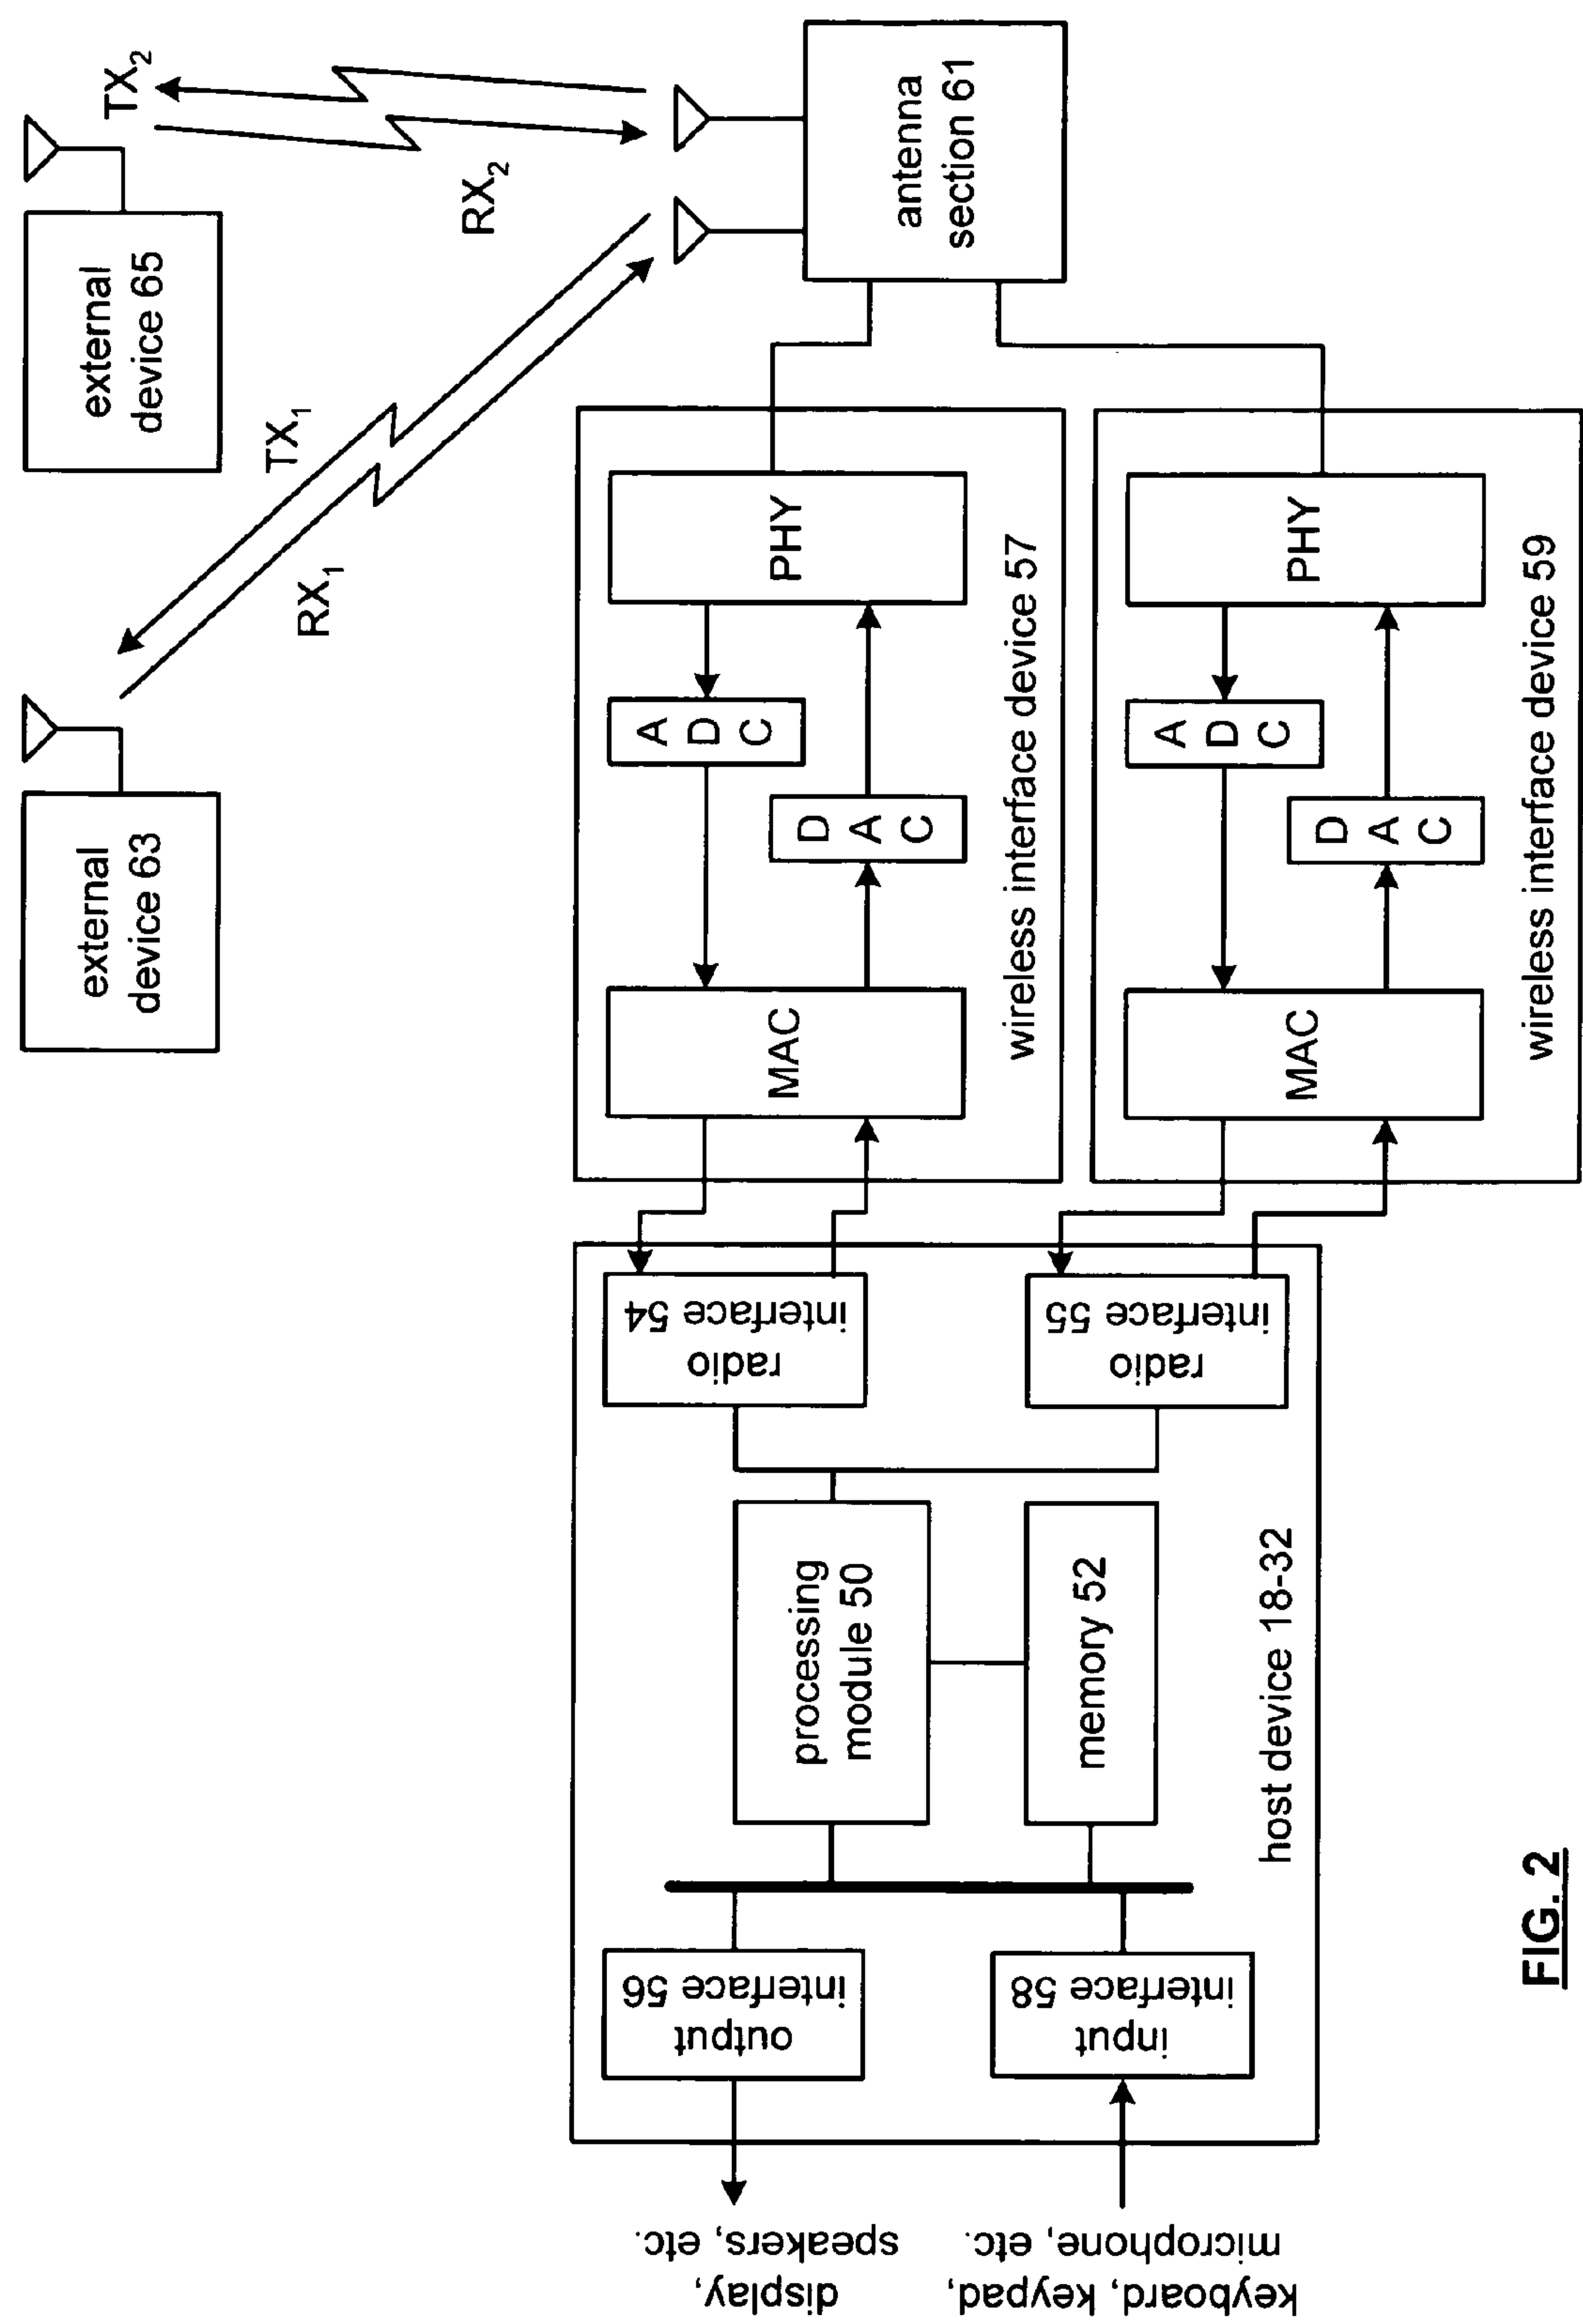 external
device 63
external
device 65
TX1
RX1
TX2
RX2
antenna
section 61
display,
speakers, etc.
keyboard, keypad,
microphone, etc.
output
interface 56
input
interface 58
processing
module 50
memory 52
radio
interface 54
radio
interface 55
host device 18-32
MAC
A
D
C
D
A
C
PHY
wireless interface device 57
MAC
A
D
C
D
A
C
PHY
wireless interface device 59
FIG. 2